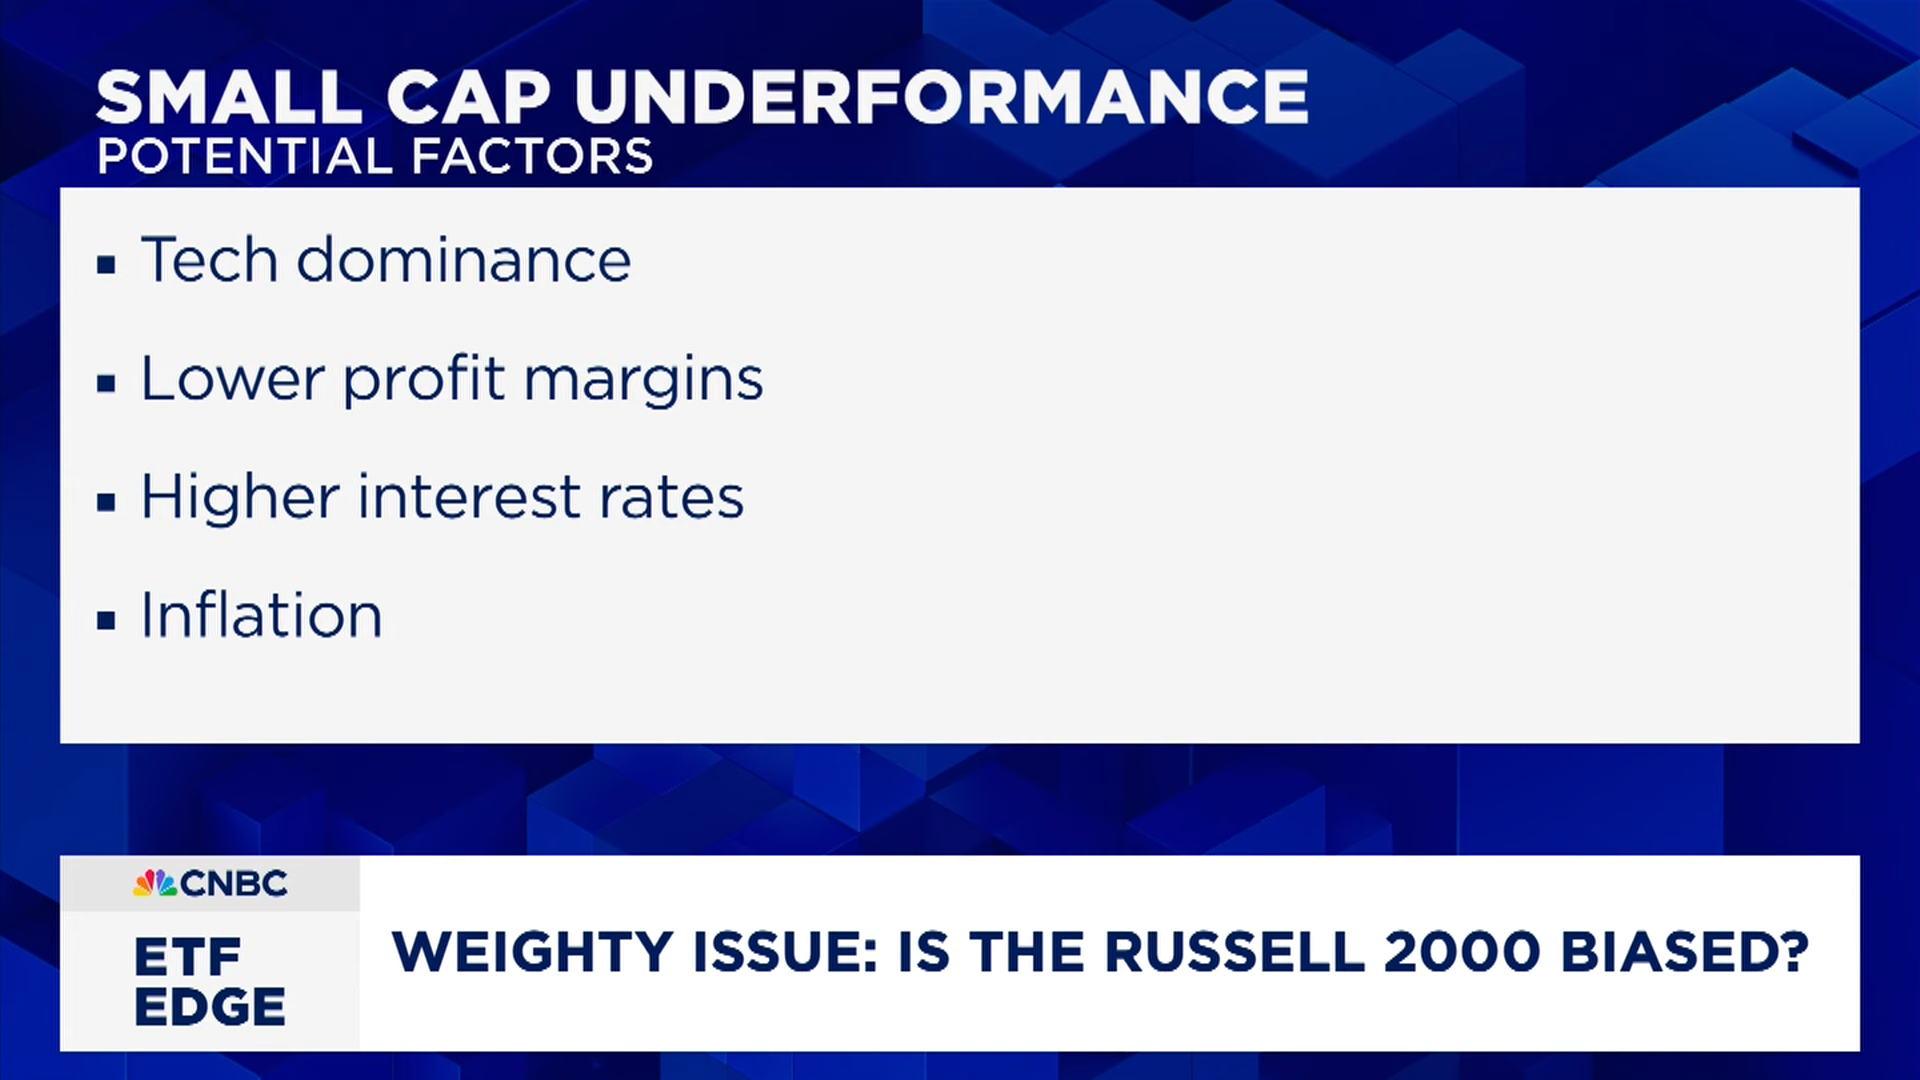 SMALL CAP UNDERFORMANCE
POTENTIAL FACTORS
▪ Tech dominance
▪ Lower profit margins
▪ Higher interest rates
▪ Inflation
CNBC
ETF
EDGE
WEIGHTY ISSUE: IS THE RUSSELL 2000 BIASED?